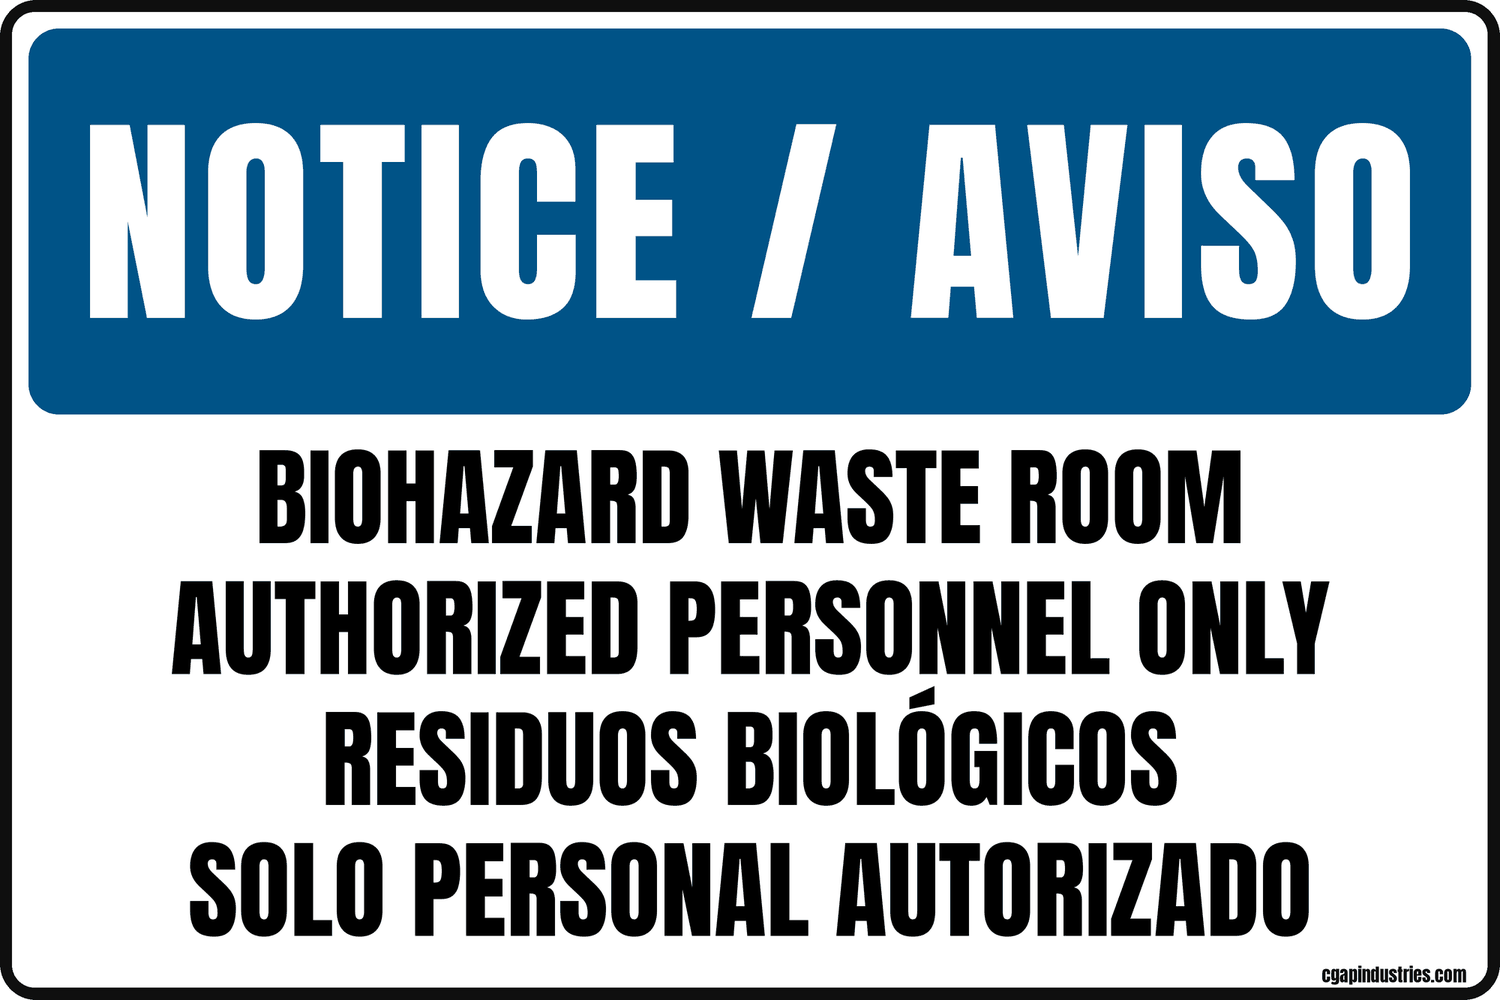 NOTICE / AVISO
BIOHAZARD WASTE ROOM
AUTHORIZED PERSONNEL ONLY
RESIDUOS BIOLÓGICOS
SOLO PERSONAL AUTORIZADO
cgapindustries.com